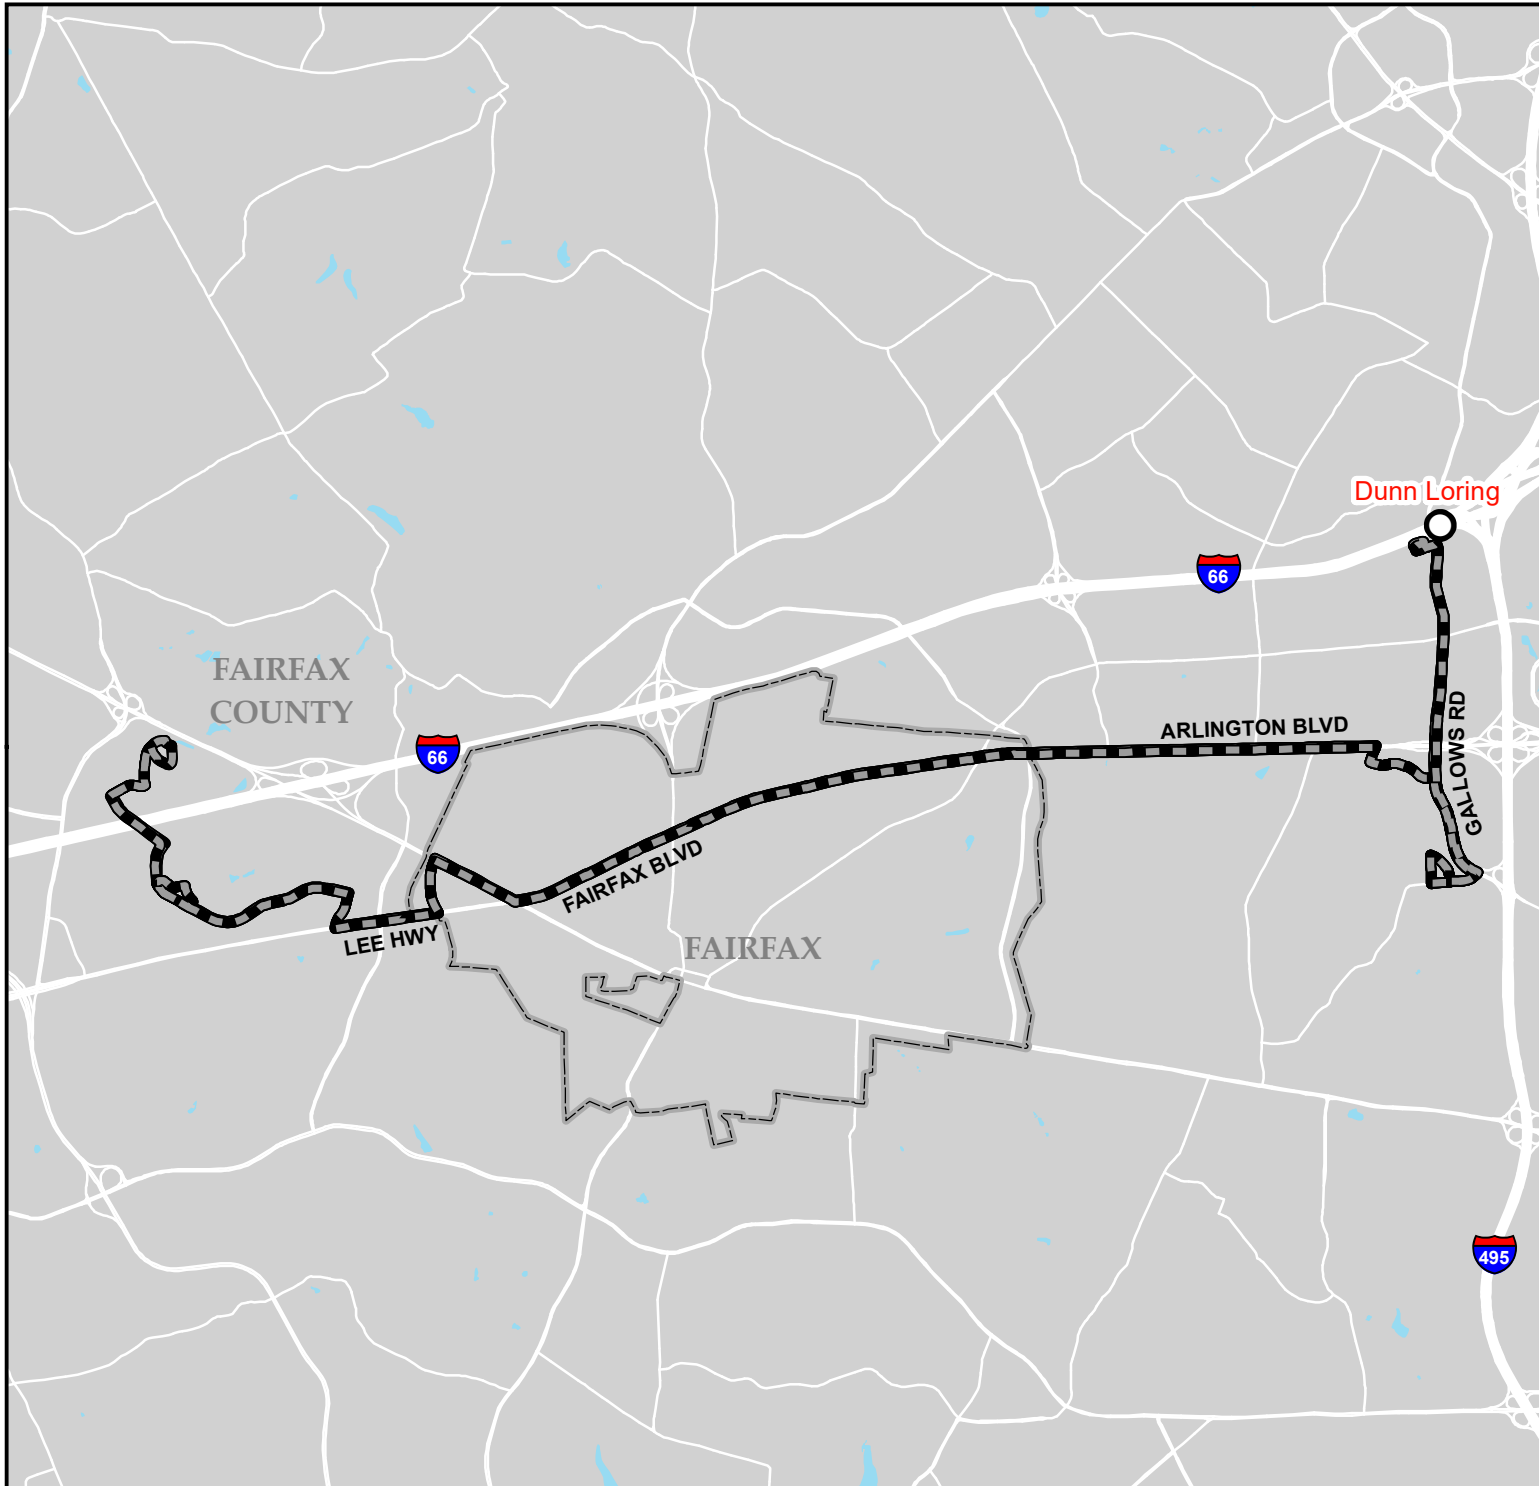 Dunn Loring
66
FAIRFAX
COUNTY
GALLOWS RD
ARLINGTON BLVD
66
FAIRFAX BLVD
LEE HWY
FAIRFAX
495